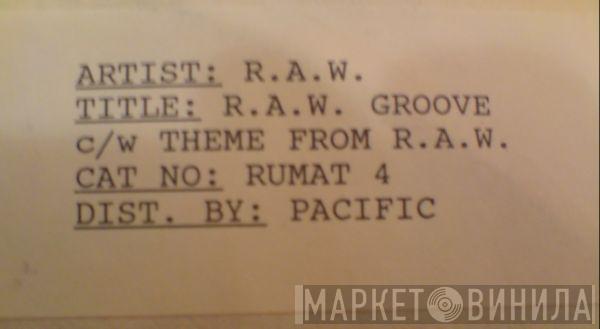 ARTIST: R.A.W.
TITLE: R.A.W. GROOVE
c/w THEME FROM R.A.W.
CAT NO: RUMAT 4
DIST. BY: PACIFIC
МАРКЕТ ВИНИЛА